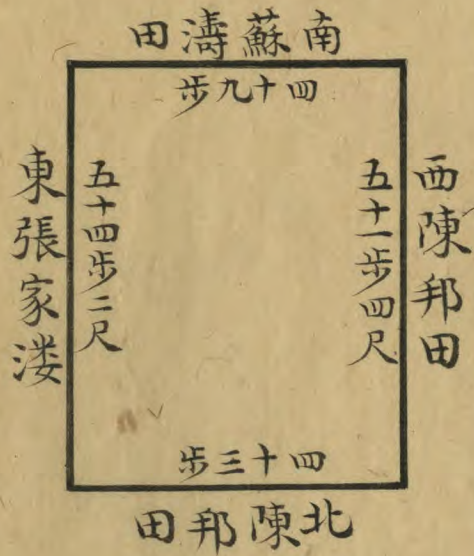 南蘇濤田
四十九步
西陳邦田
五十一步四尺
五十四步二尺
東張家漊
四十三步
北陳邦田